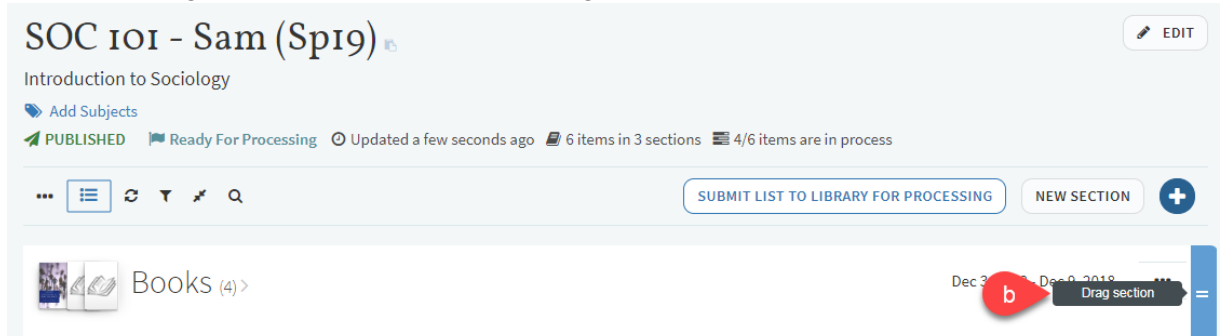 SOC 101 - Sam (Sp19)
EDIT
Introduction to Sociology
Add Subjects
PUBLISHED Ready For Processing Updated a few seconds ago 6 items in 3 sections 4/6 items are in process
SUBMIT LIST TO LIBRARY FOR PROCESSING NEW SECTION
Books (4) Dec 3 - Dec 9, 2018
b Drag section